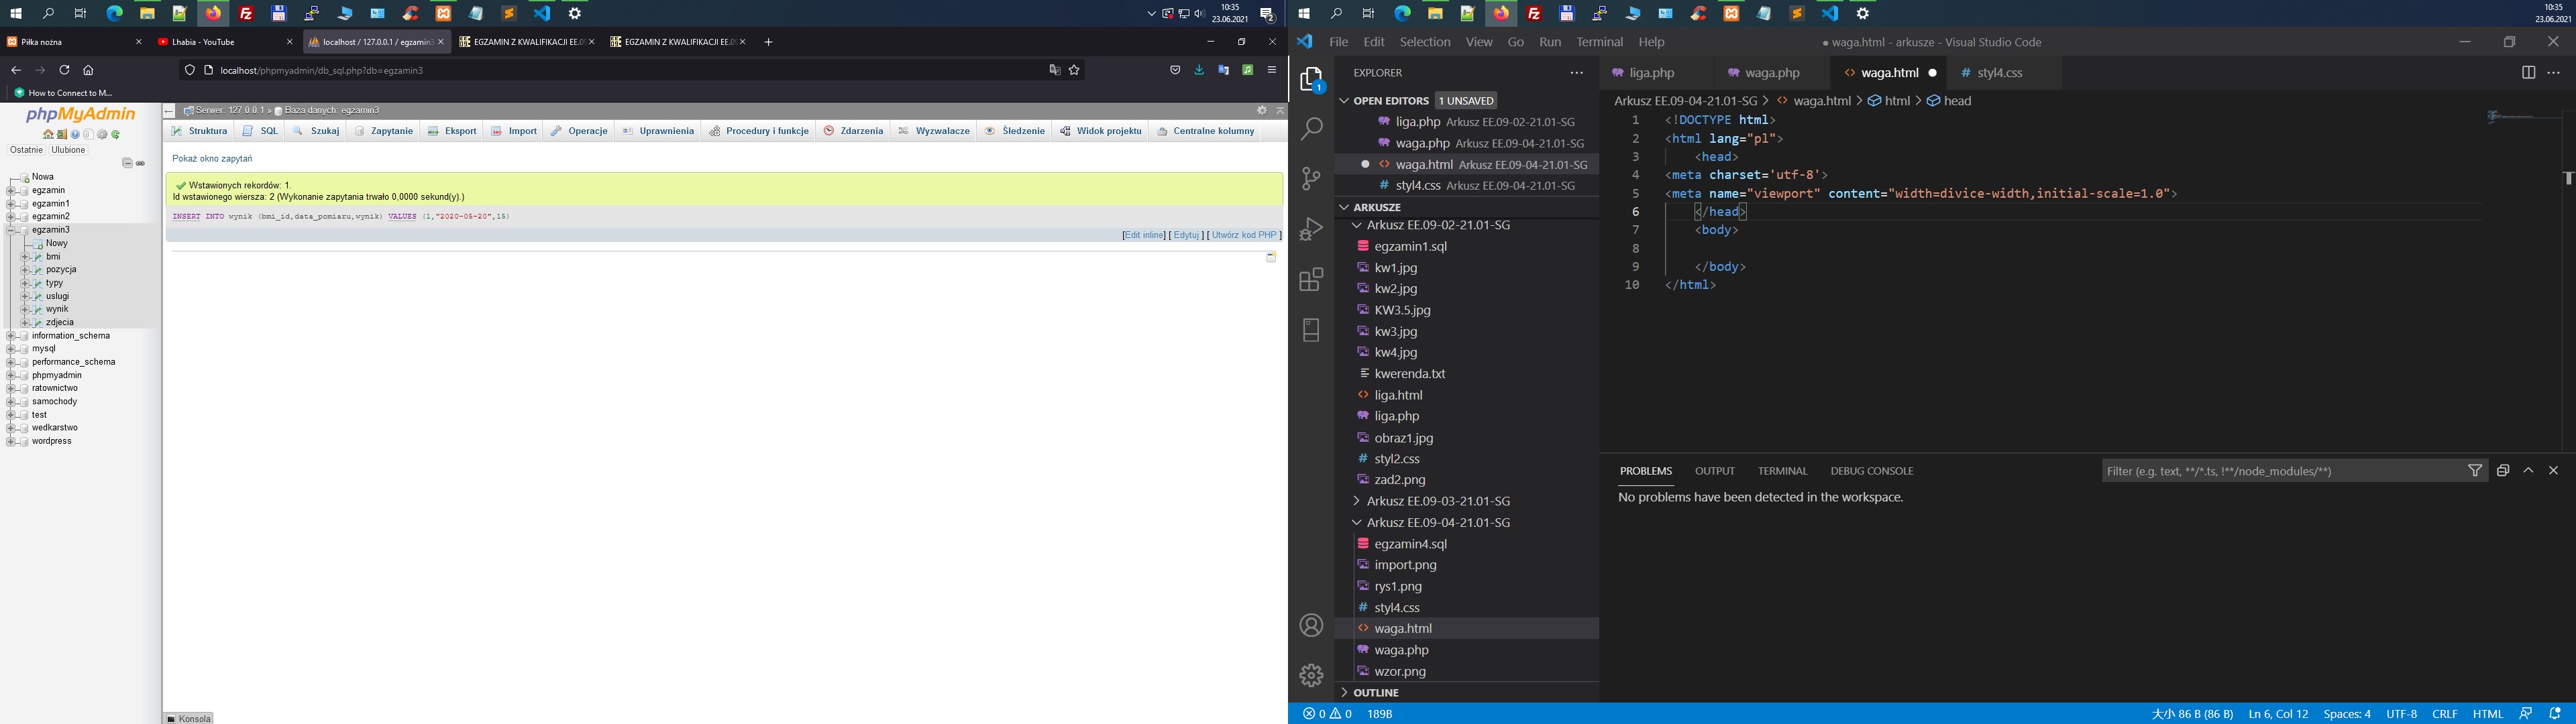 10:35
23.06.2021
2
Piłka nożna
Lhabia - YouTube
localhost / 127.0.0.1 / egzamin3
EGZAMIN Z KWALIFIKACJI EE.09
EGZAMIN Z KWALIFIKACJI EE.09
localhost/phpmyadmin/db_sql.php?db=egzamin3
How to Connect to M...
phpMyAdmin
Ostatnie Ulubione
Nowa
egzamin
egzamin1
egzamin2
egzamin3
Nowy
bmi
pozycja
typy
uslugi
wynik
zdjecia
information_schema
mysql
performance_schema
phpmyadmin
ratownictwo
samochody
test
wedkarstwo
wordpress
Serwer: 127.0.0.1 » Baza danych: egzamin3
Struktura SQL Szukaj Zapytanie Eksport Import Operacje Uprawnienia Procedury i funkcje Zdarzenia Wyzwalacze Śledzenie Widok projektu Centralne kolumny
Pokaż okno zapytań
Wstawionych rekordów: 1.
Id wstawionego wiersza: 2 (Wykonanie zapytania trwało 0,0000 sekund(y).)
INSERT INTO wynik (bmi_id,data_pomiaru,wynik) VALUES (1,"2020-05-20",15)
[Edit inline] [ Edytuj ] [ Utwórz kod PHP ]
Konsola
10:35
23.06.2021
File Edit Selection View Go Run Terminal Help
● waga.html - arkusze - Visual Studio Code
1
EXPLORER
OPEN EDITORS 1 UNSAVED
liga.php Arkusz EE.09-02-21.01-SG
waga.php Arkusz EE.09-04-21.01-SG
waga.html Arkusz EE.09-04-21.01-SG
# styl4.css Arkusz EE.09-04-21.01-SG
ARKUSZE
Arkusz EE.09-02-21.01-SG
egzamin1.sql
kw1.jpg
kw2.jpg
KW3.5.jpg
kw3.jpg
kw4.jpg
kwerenda.txt
liga.html
liga.php
obraz1.jpg
# styl2.css
zad2.png
Arkusz EE.09-03-21.01-SG
Arkusz EE.09-04-21.01-SG
egzamin4.sql
import.png
rys1.png
# styl4.css
waga.html
waga.php
wzor.png
OUTLINE
liga.php
waga.php
waga.html
# styl4.css
Arkusz EE.09-04-21.01-SG > waga.html > html > head
1 <!DOCTYPE html>
2 <html lang="pl">
3 <head>
4 <meta charset='utf-8'>
5 <meta name="viewport" content="width=divice-width,initial-scale=1.0">
6 </head>
7 <body>
8
9 </body>
10 </html>
PROBLEMS OUTPUT TERMINAL DEBUG CONSOLE
Filter (e.g. text, **/*.ts, !**/node_modules/**)
No problems have been detected in the workspace.
0 0 189B
大小 86 B (86 B) Ln 6, Col 12 Spaces: 4 UTF-8 CRLF HTML